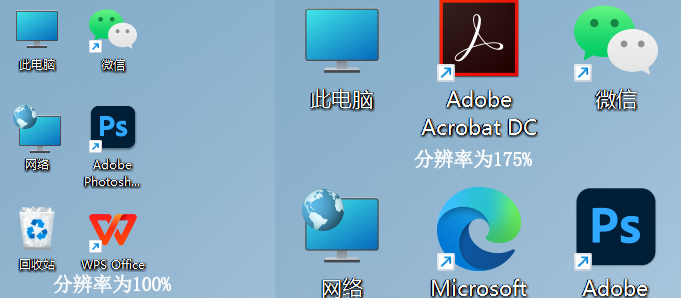 此电脑
微信
网络
Ps
Adobe
Photosh...
回收站
WPS Office
分辨率为100%
此电脑
Adobe
Acrobat DC
微信
分辨率为175%
网络
Microsoft
Ps
Adobe